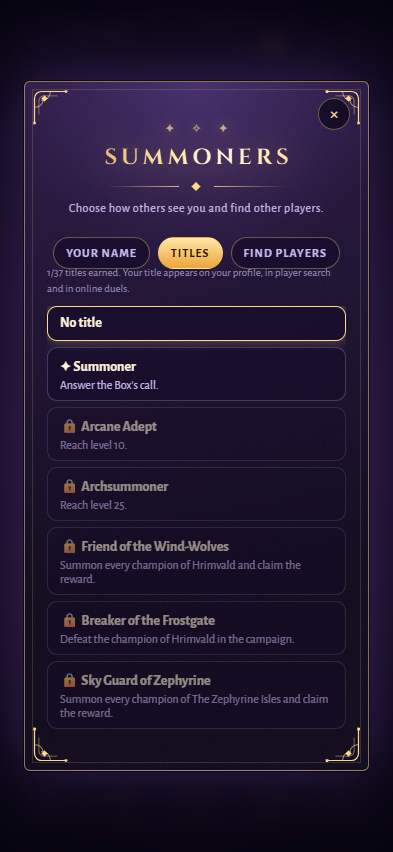 ×
SUMMONERS
Choose how others see you and find other players.
YOUR NAME TITLES FIND PLAYERS
1/37 titles earned. Your title appears on your profile, in player search
and in online duels.
No title
✦ Summoner
Answer the Box's call.
Arcane Adept
Reach level 10.
Archsummoner
Reach level 25.
Friend of the Wind-Wolves
Summon every champion of Hrimvald and claim the
reward.
Breaker of the Frostgate
Defeat the champion of Hrimvald in the campaign.
Sky Guard of Zephyrine
Summon every champion of The Zephyrine Isles and claim
the reward.